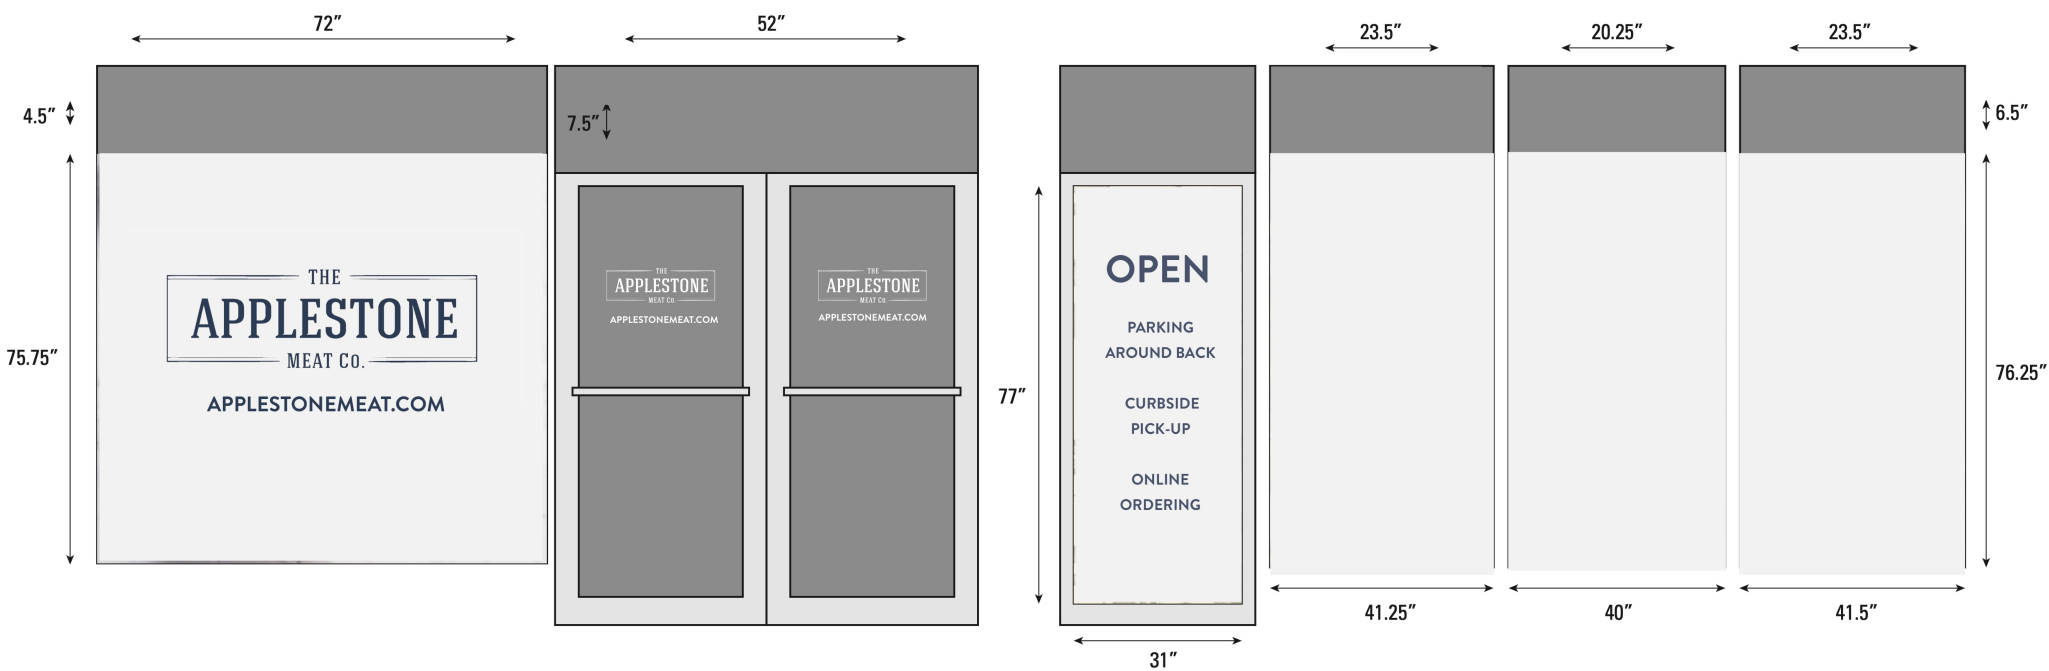 72″
52″
23.5″
20.25″
23.5″
4.5″
7.5″
6.5″
THE
APPLESTONE
MEAT Co.
APPLESTONEMEAT.COM
75.75″
THE
APPLESTONE
MEAT Co.
APPLESTONEMEAT.COM
THE
APPLESTONE
MEAT Co.
APPLESTONEMEAT.COM
77″
OPEN
PARKING
AROUND BACK
CURBSIDE
PICK-UP
ONLINE
ORDERING
76.25″
31″
41.25″
40″
41.5″